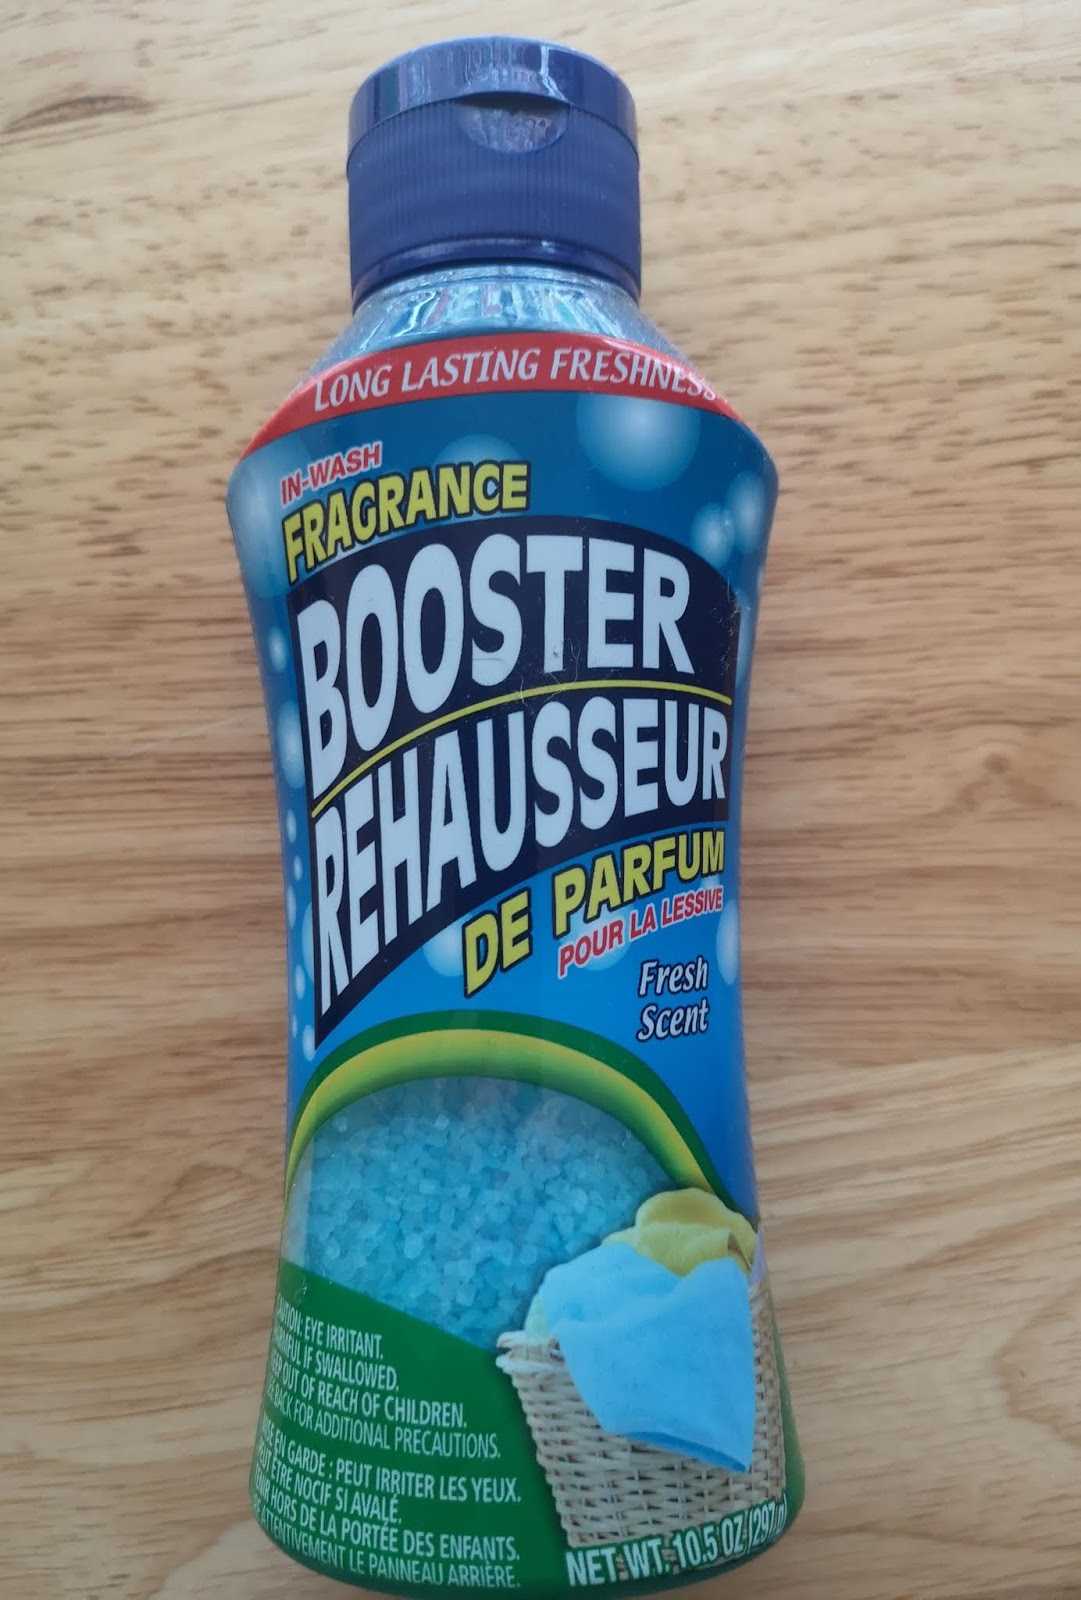 LONG LASTING FRESHNESS
IN-WASH
FRAGRANCE
BOOSTER
REHAUSSEUR
DE PARFUM
POUR LA LESSIVE
Fresh
Scent
EYE IRRITANT.
IF SWALLOWED.
OUT OF REACH OF CHILDREN.
BACK FOR ADDITIONAL PRECAUTIONS.
EN GARDE : PEUT IRRITER LES YEUX.
ÊTRE NOCIF SI AVALÉ.
HORS DE LA PORTÉE DES ENFANTS.
ATTENTIVEMENT LE PANNEAU ARRIÈRE.
NET WT. 10.5 OZ (297g)